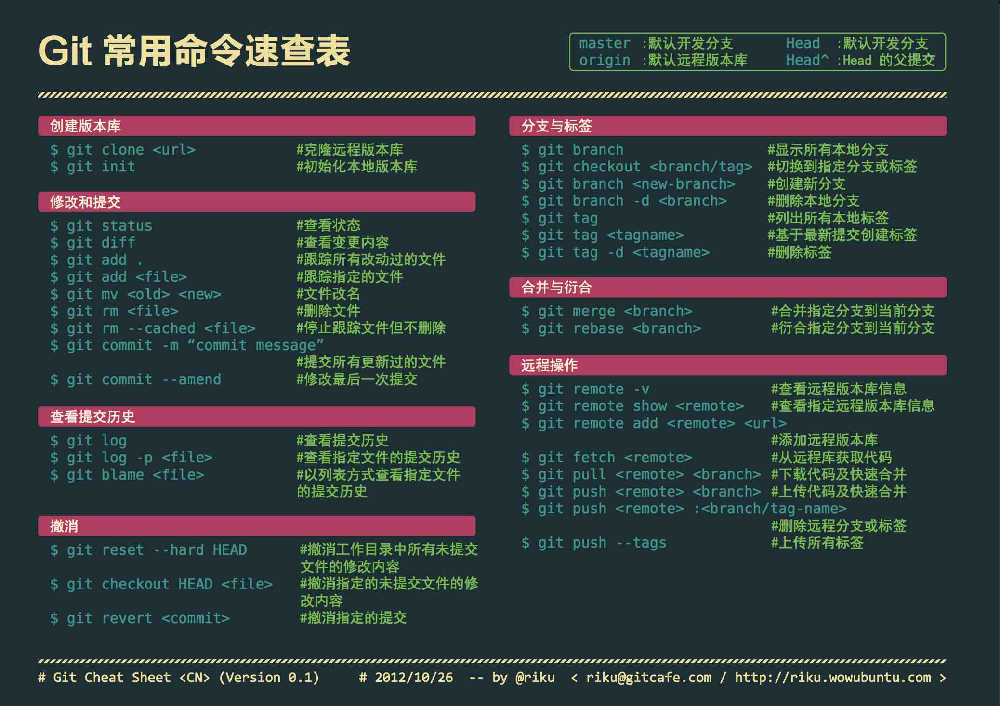 Git 常用命令速查表
master :默认开发分支 Head :默认开发分支
origin :默认远程版本库 Head^ :Head 的父提交
创建版本库
$ git clone <url> #克隆远程版本库
$ git init #初始化本地版本库
修改和提交
$ git status #查看状态
$ git diff #查看变更内容
$ git add . #跟踪所有改动过的文件
$ git add <file> #跟踪指定的文件
$ git mv <old> <new> #文件改名
$ git rm <file> #删除文件
$ git rm --cached <file> #停止跟踪文件但不删除
$ git commit -m “commit message”
#提交所有更新过的文件
$ git commit --amend #修改最后一次提交
查看提交历史
$ git log #查看提交历史
$ git log -p <file> #查看指定文件的提交历史
$ git blame <file> #以列表方式查看指定文件
的提交历史
撤消
$ git reset --hard HEAD #撤消工作目录中所有未提交
文件的修改内容
$ git checkout HEAD <file> #撤消指定的未提交文件的修
改内容
$ git revert <commit> #撤消指定的提交
分支与标签
$ git branch #显示所有本地分支
$ git checkout <branch/tag> #切换到指定分支或标签
$ git branch <new-branch> #创建新分支
$ git branch -d <branch> #删除本地分支
$ git tag #列出所有本地标签
$ git tag <tagname> #基于最新提交创建标签
$ git tag -d <tagname> #删除标签
合并与衍合
$ git merge <branch> #合并指定分支到当前分支
$ git rebase <branch> #衍合指定分支到当前分支
远程操作
$ git remote -v #查看远程版本库信息
$ git remote show <remote> #查看指定远程版本库信息
$ git remote add <remote> <url>
#添加远程版本库
$ git fetch <remote> #从远程库获取代码
$ git pull <remote> <branch> #下载代码及快速合并
$ git push <remote> <branch> #上传代码及快速合并
$ git push <remote> :<branch/tag-name>
#删除远程分支或标签
$ git push --tags #上传所有标签
# Git Cheat Sheet <CN> (Version 0.1) # 2012/10/26 -- by @riku < riku@gitcafe.com / http://riku.wowubuntu.com >